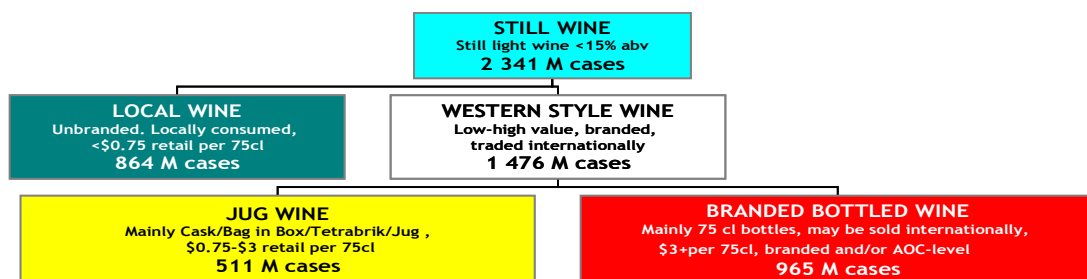 STILL WINE
Still light wine <15% abv
2 341 M cases
LOCAL WINE
Unbranded. Locally consumed,
<$0.75 retail per 75cl
864 M cases
WESTERN STYLE WINE
Low-high value, branded,
traded internationally
1 476 M cases
JUG WINE
Mainly Cask/Bag in Box/Tetrabrik/Jug ,
$0.75-$3 retail per 75cl
511 M cases
BRANDED BOTTLED WINE
Mainly 75 cl bottles, may be sold internationally,
$3+per 75cl, branded and/or AOC-level
965 M cases